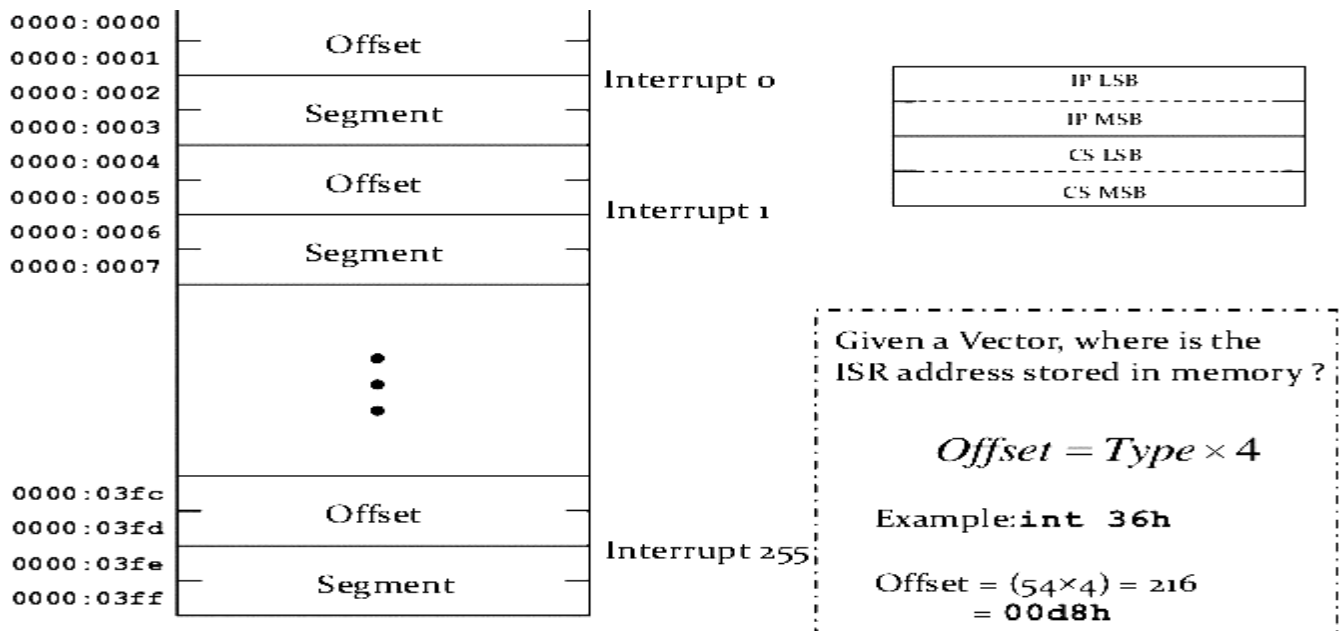 0000:0000
0000:0001
0000:0002
0000:0003
0000:0004
0000:0005
0000:0006
0000:0007
0000:03fc
0000:03fd
0000:03fe
0000:03ff
Offset
Segment
Offset
Segment
Offset
Segment
Interrupt 0
Interrupt 1
Interrupt 255
IP LSB
IP MSB
CS LSB
CS MSB
Given a Vector, where is the
ISR address stored in memory ?
Offset = Type × 4
Example:int 36h
Offset = (54×4) = 216
= 00d8h